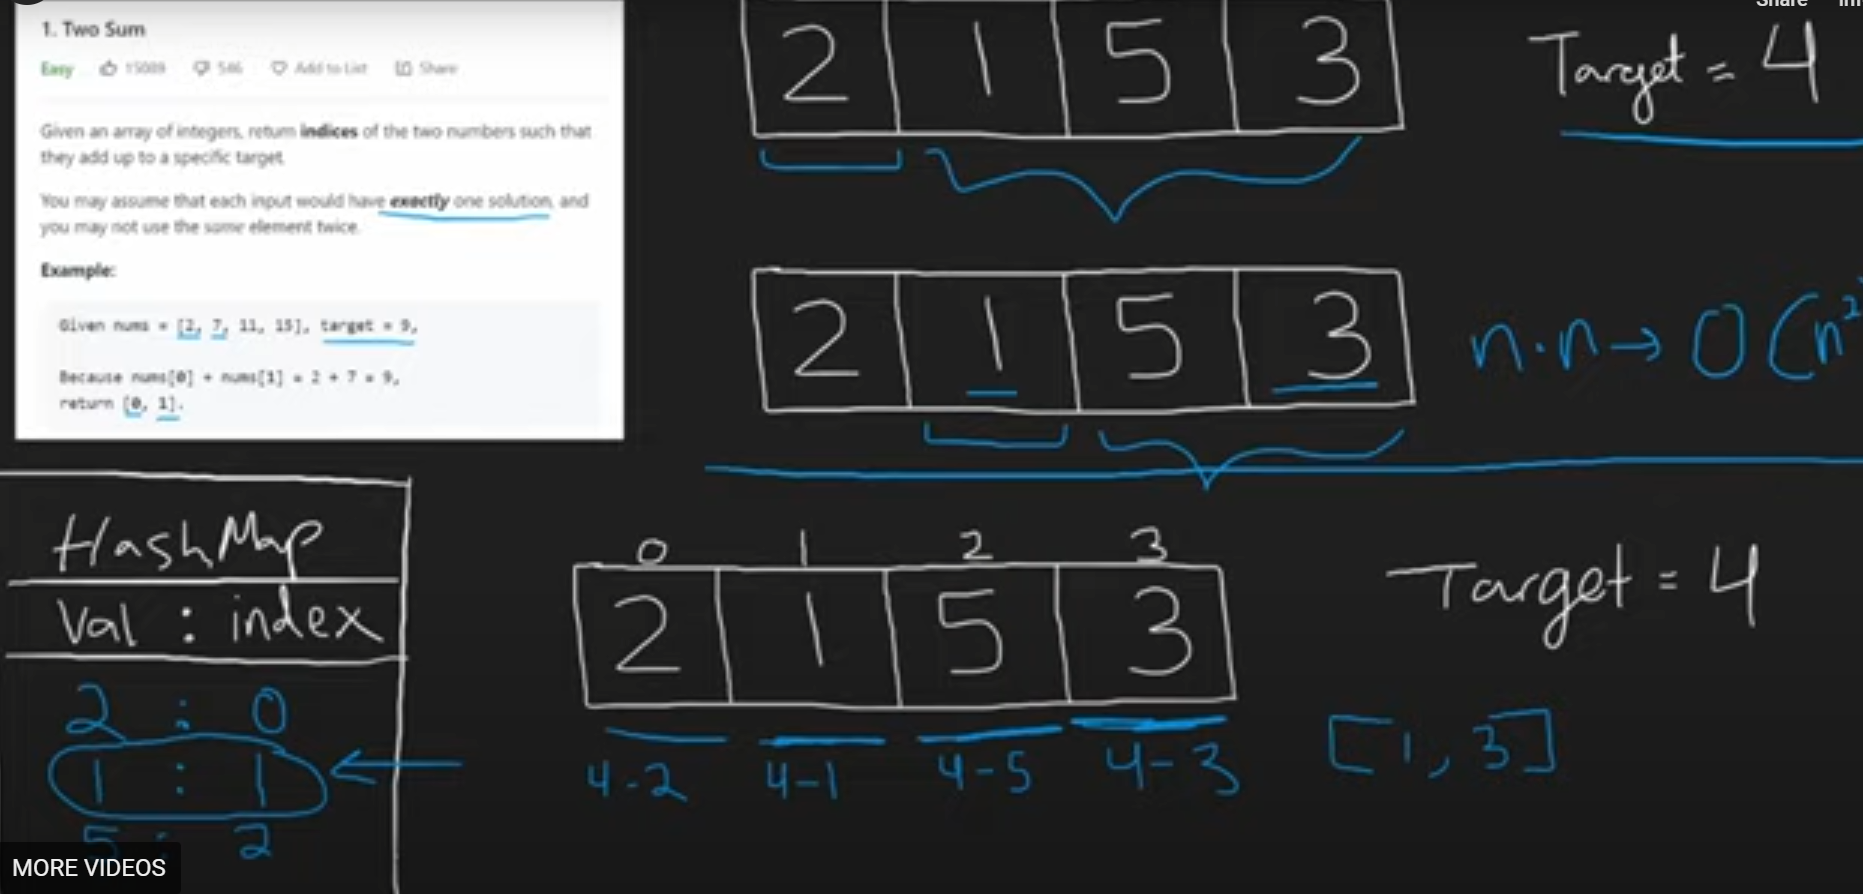 1. Two Sum
Easy 15089 546 Add to List Share
Given an array of integers, return indices of the two numbers such that
they add up to a specific target.
You may assume that each input would have exactly one solution, and
you may not use the same element twice.
Example:
Given nums = [2, 7, 11, 15], target = 9,
Because nums[0] + nums[1] = 2 + 7 = 9,
return [0, 1].
Share
2 1 5 3
Target = 4
2 1 5 3
n·n→ O(n²
HashMap
Val : index
2 : 0
1 : 1
5 : 2
0 1 2 3
2 1 5 3
4-2 4-1 4-5 4-3
Target = 4
[1, 3]
MORE VIDEOS